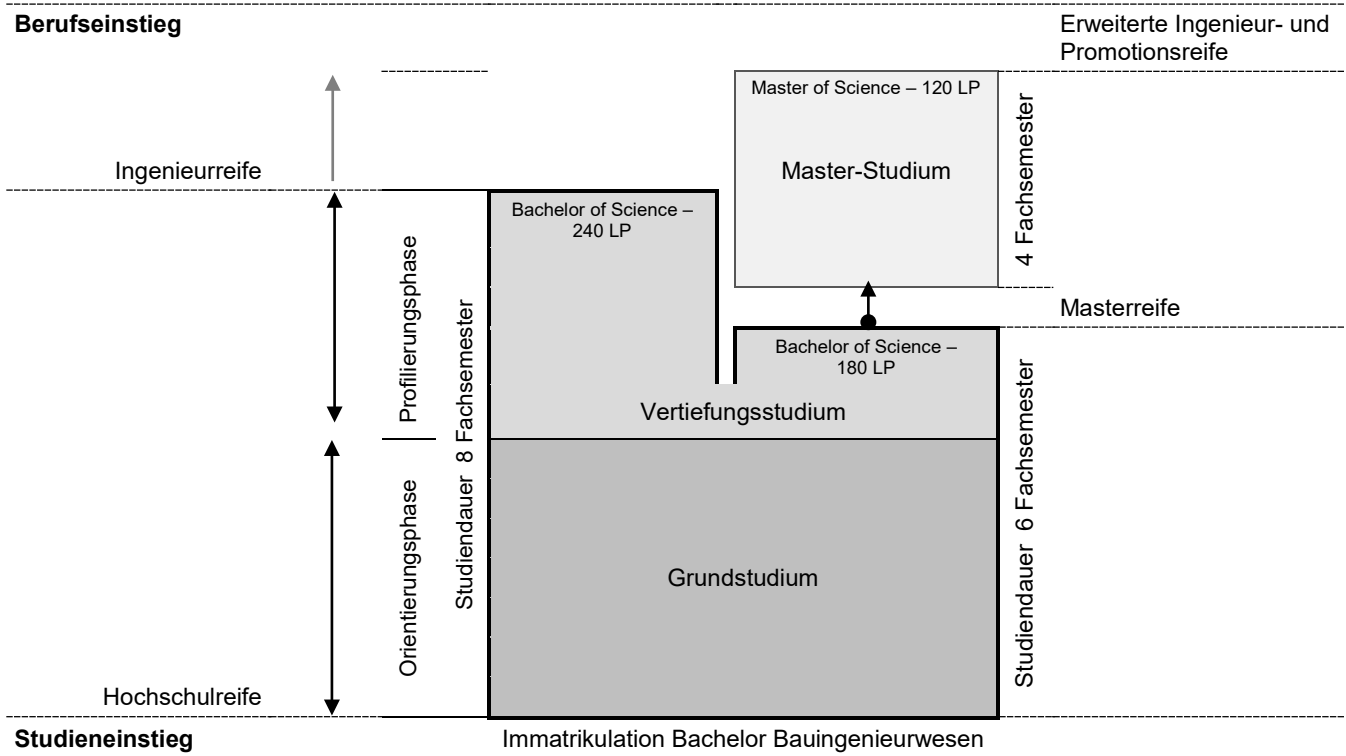 Berufseinstieg
Erweiterte Ingenieur- und
Promotionsreife
Master of Science – 120 LP
Master-Studium
4 Fachsemester
Ingenieurreife
Bachelor of Science –
240 LP
Profilierungsphase
Studiendauer 8 Fachsemester
Masterreife
Bachelor of Science –
180 LP
Vertiefungsstudium
Orientierungsphase
Grundstudium
Studiendauer 6 Fachsemester
Hochschulreife
Studieneinstieg
Immatrikulation Bachelor Bauingenieurwesen